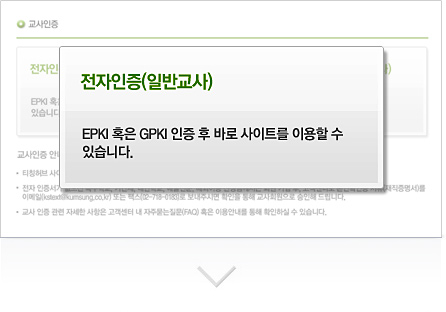 교사인증
전자인
전자인증(일반교사)
EPKI 혹은 GPKI 인증 후 바로 사이트를 이용할 수
있습니다.
EPKI 혹
있습니다
교사인증 안
티칭허브 사
전자 인증서가
이메일(kstext@kumsung.co.kr) 또는 팩스(02-718-0183)로 보내주시면 확인을 통해 교사회원으로 승인해 드립니다.
교사 인증 관련 자세한 사항은 고객센터 내 자주묻는질문(FAQ) 혹은 이용안내를 통해 확인하실 수 있습니다.